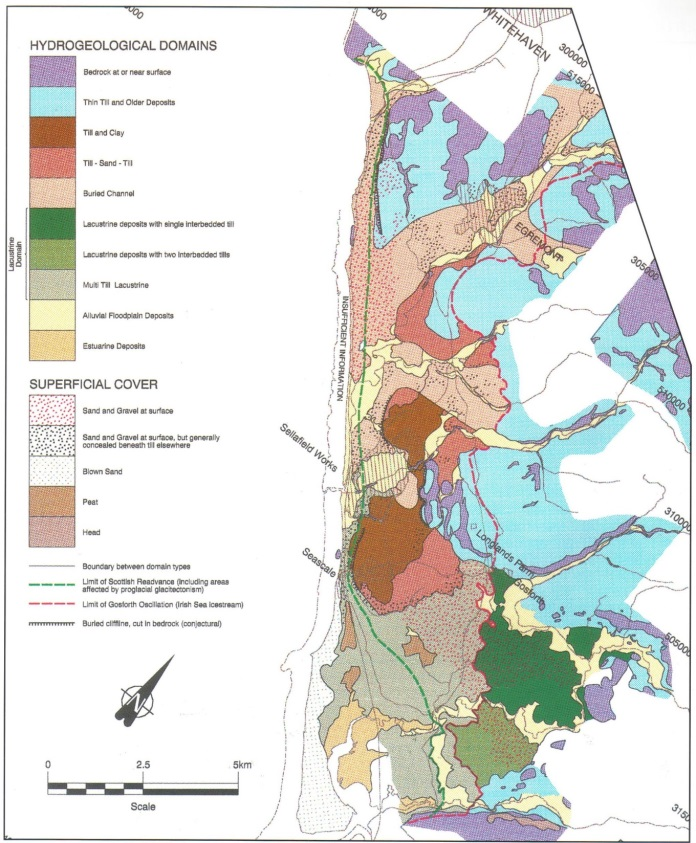 HYDROGEOLOGICAL DOMAINS
Bedrock at or near surface
Thin Till and Older Deposits
Till and Clay
Till - Sand - Till
Buried Channel
Lacustrine Domain
Lacustrine deposits with single interbedded till
Lacustrine deposits with two interbedded tills
Multi Till Lacustrine
Alluvial Floodplain Deposits
Estuarine Deposits
SUPERFICIAL COVER
Sand and Gravel at surface
Sand and Gravel at surface, but generally
concealed beneath till elsewhere
Blown Sand
Peat
Head
Boundary between domain types
Limit of Scottish Readvance (including areas
affected by proglacial glacitectonism)
Limit of Gosforth Oscillation (Irish Sea icestream)
Buried cliffline, cut in bedrock (conjectural)
N
0 2.5 5km
Scale
WHITEHAVEN
300000
515000
EGREMONT
305000
510000
INSUFFICIENT INFORMATION
Sellafield Works
310000
Longlands Farm
Gosforth
Seascale
505000